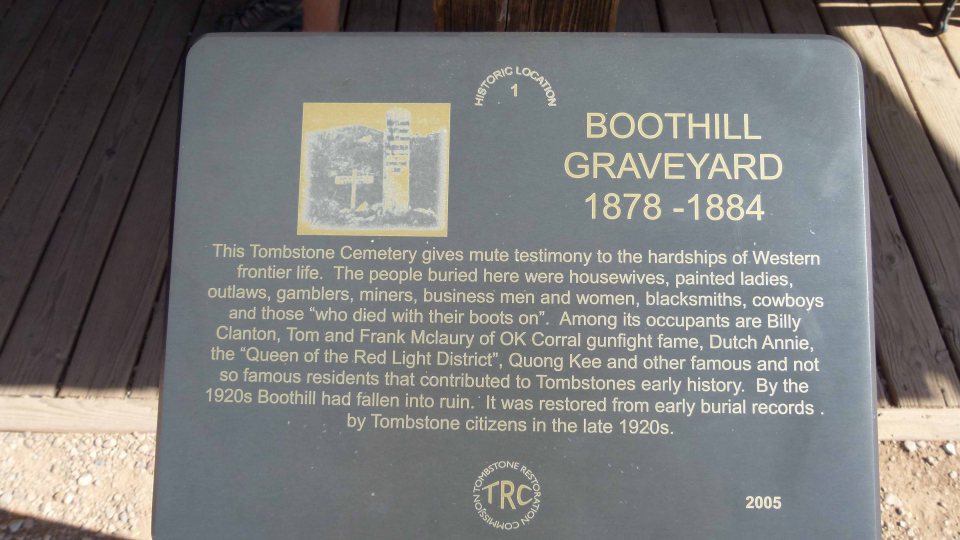 HISTORIC LOCATION
1
BOOTHILL
GRAVEYARD
1878 -1884
This Tombstone Cemetery gives mute testimony to the hardships of Western
frontier life. The people buried here were housewives, painted ladies,
outlaws, gamblers, miners, business men and women, blacksmiths, cowboys
and those “who died with their boots on”. Among its occupants are Billy
Clanton, Tom and Frank Mclaury of OK Corral gunfight fame, Dutch Annie,
the “Queen of the Red Light District”, Quong Kee and other famous and not
so famous residents that contributed to Tombstones early history. By the
1920s Boothill had fallen into ruin. It was restored from early burial records .
by Tombstone citizens in the late 1920s.
TOMBSTONE RESTORATION COMMISSION
TRC
2005